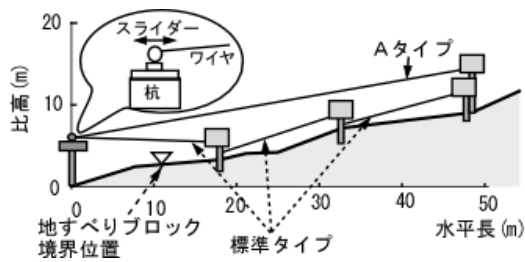 20
スライダー
Aタイプ
ワイヤ
比高(m)
10
杭
0
0
10
20
30
40
50
地すべりブロック
境界位置
標準タイプ
水平長(m)